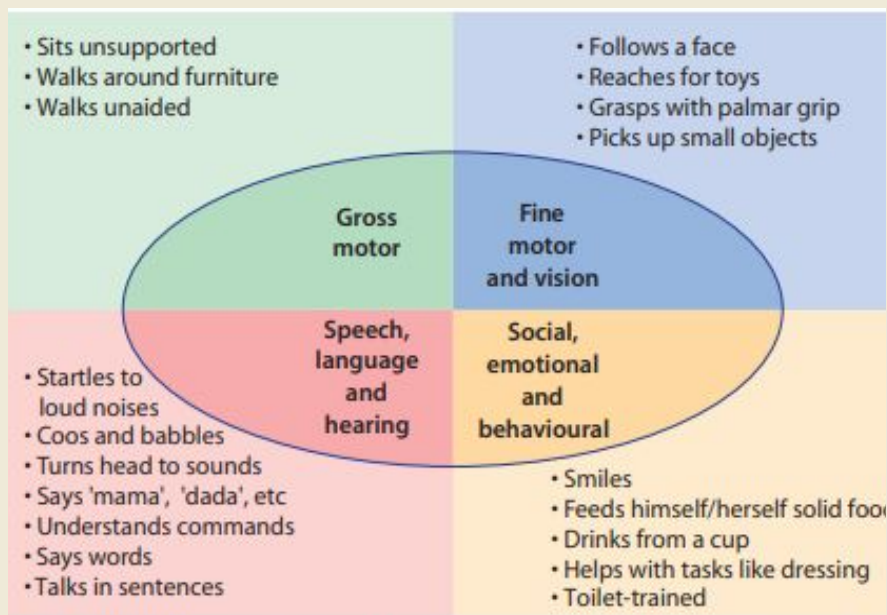 • Sits unsupported
• Walks around furniture
• Walks unaided
• Follows a face
• Reaches for toys
• Grasps with palmar grip
• Picks up small objects
Gross
motor
Fine
motor
and vision
Speech,
language
and
hearing
Social,
emotional
and
behavioural
• Startles to
loud noises
• Coos and babbles
• Turns head to sounds
• Says 'mama', 'dada', etc
• Understands commands
• Says words
• Talks in sentences
• Smiles
• Feeds himself/herself solid foo
• Drinks from a cup
• Helps with tasks like dressing
• Toilet-trained